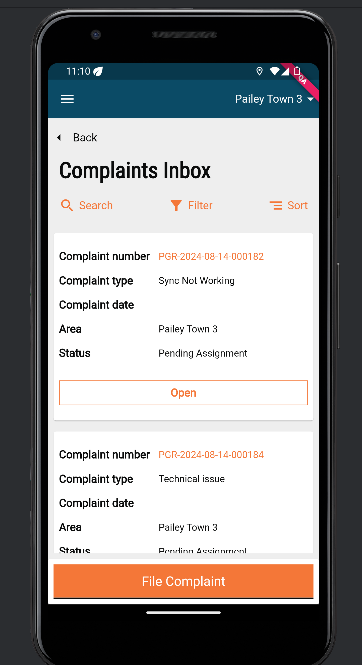 11:10
QA
Pailey Town 3
Back
Complaints Inbox
Search Filter Sort
Complaint number PGR-2024-08-14-000182
Complaint type Sync Not Working
Complaint date
Area Pailey Town 3
Status Pending Assignment
Open
Complaint number PGR-2024-08-14-000184
Complaint type Technical issue
Complaint date
Area Pailey Town 3
Status Pending Assignment
File Complaint